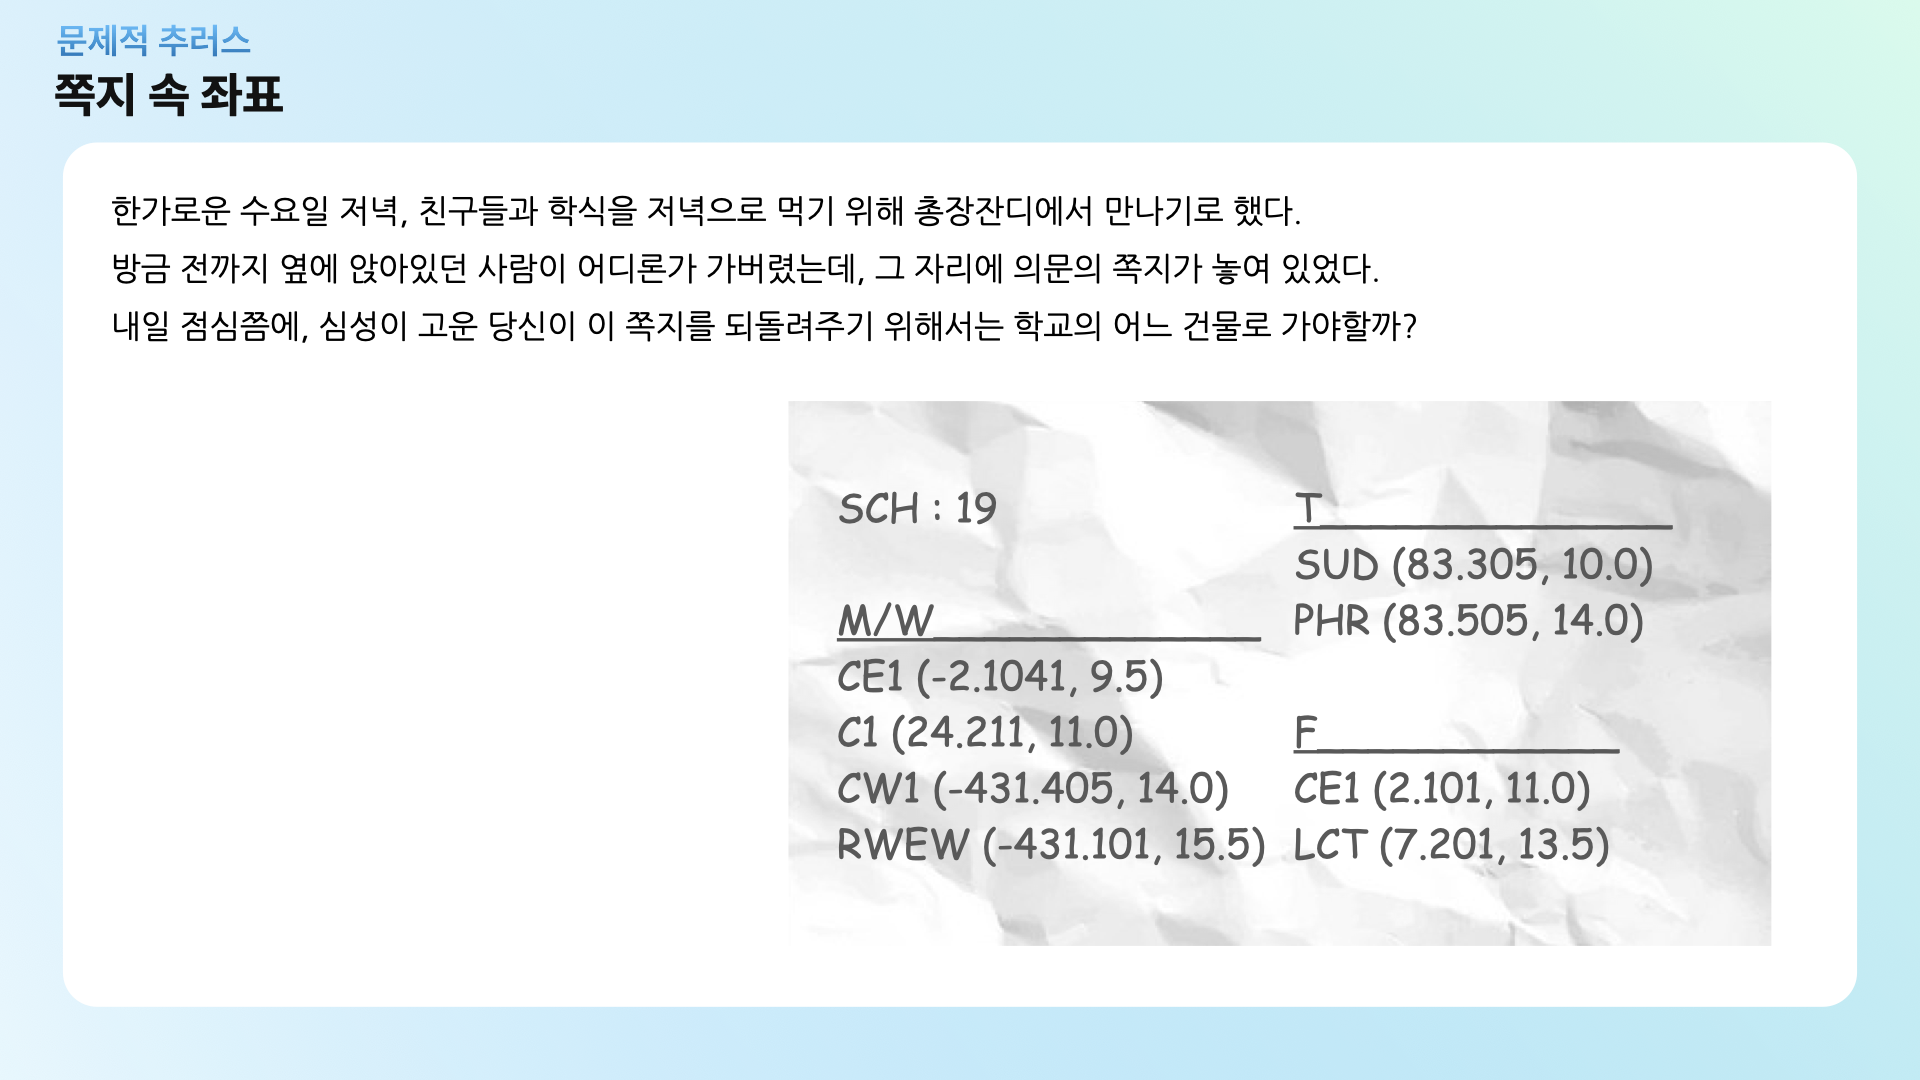 문제적 추러스
쪽지 속 좌표
한가로운 수요일 저녁, 친구들과 학식을 저녁으로 먹기 위해 총장잔디에서 만나기로 했다.
방금 전까지 옆에 앉아있던 사람이 어디론가 가버렸는데, 그 자리에 의문의 쪽지가 놓여 있었다.
내일 점심쯤에, 심성이 고운 당신이 이 쪽지를 되돌려주기 위해서는 학교의 어느 건물로 가야할까?
SCH : 19
M/W
CE1 (-2.1041, 9.5)
C1 (24.211, 11.0)
CW1 (-431.405, 14.0)
RWEW (-431.101, 15.5)
T
SUD (83.305, 10.0)
PHR (83.505, 14.0)
F
CE1 (2.101, 11.0)
LCT (7.201, 13.5)